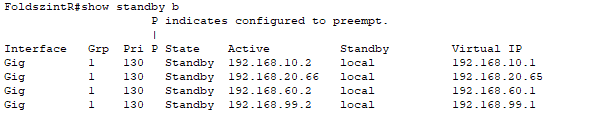 FoldszintR#show standby b
P indicates configured to preempt.
|
Interface Grp Pri P State Active Standby Virtual IP
Gig 1 130 Standby 192.168.10.2 local 192.168.10.1
Gig 1 130 Standby 192.168.20.66 local 192.168.20.65
Gig 1 130 Standby 192.168.60.2 local 192.168.60.1
Gig 1 130 Standby 192.168.99.2 local 192.168.99.1